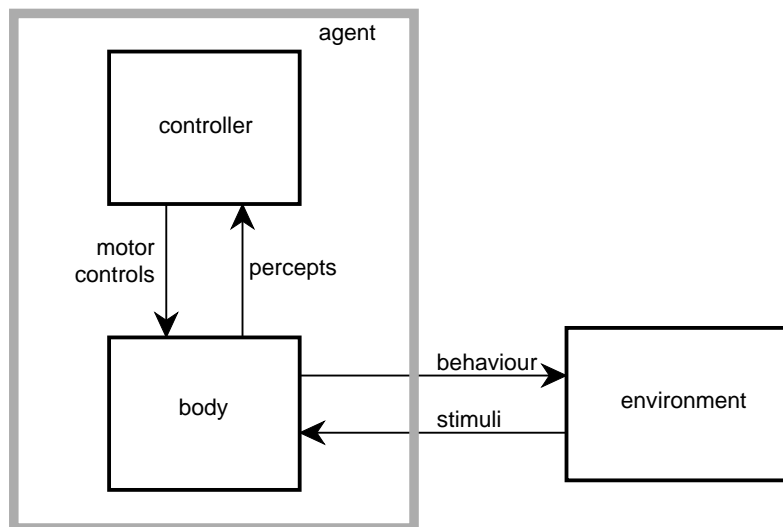 agent
controller
motor
controls
percepts
behaviour
body
environment
stimuli